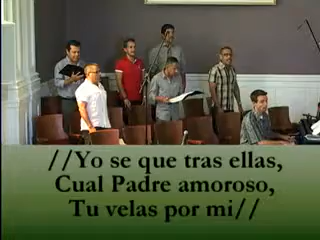 //Yo se que tras ellas,
Cual Padre amoroso,
Tu velas por mi//